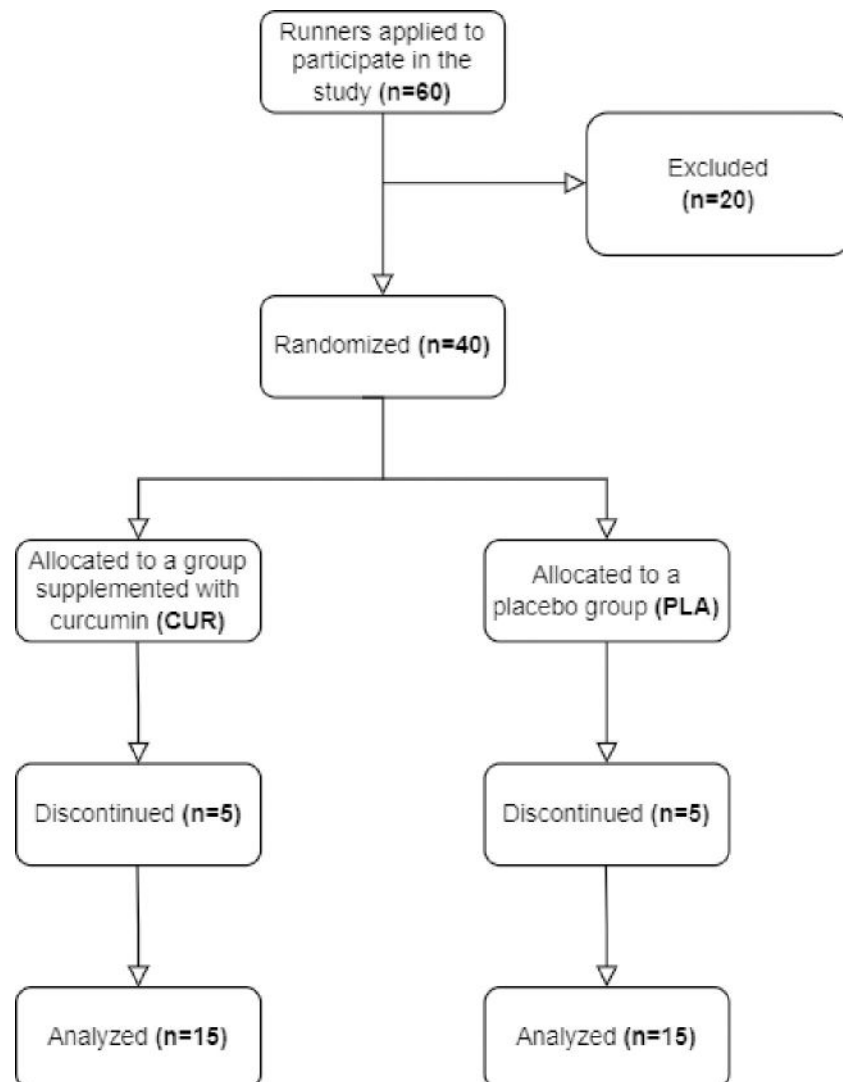 Runners applied to
participate in the
study (n=60)
Excluded
(n=20)
Randomized (n=40)
Allocated to a group
supplemented with
curcumin (CUR)
Allocated to a
placebo group (PLA)
Discontinued (n=5)
Discontinued (n=5)
Analyzed (n=15)
Analyzed (n=15)